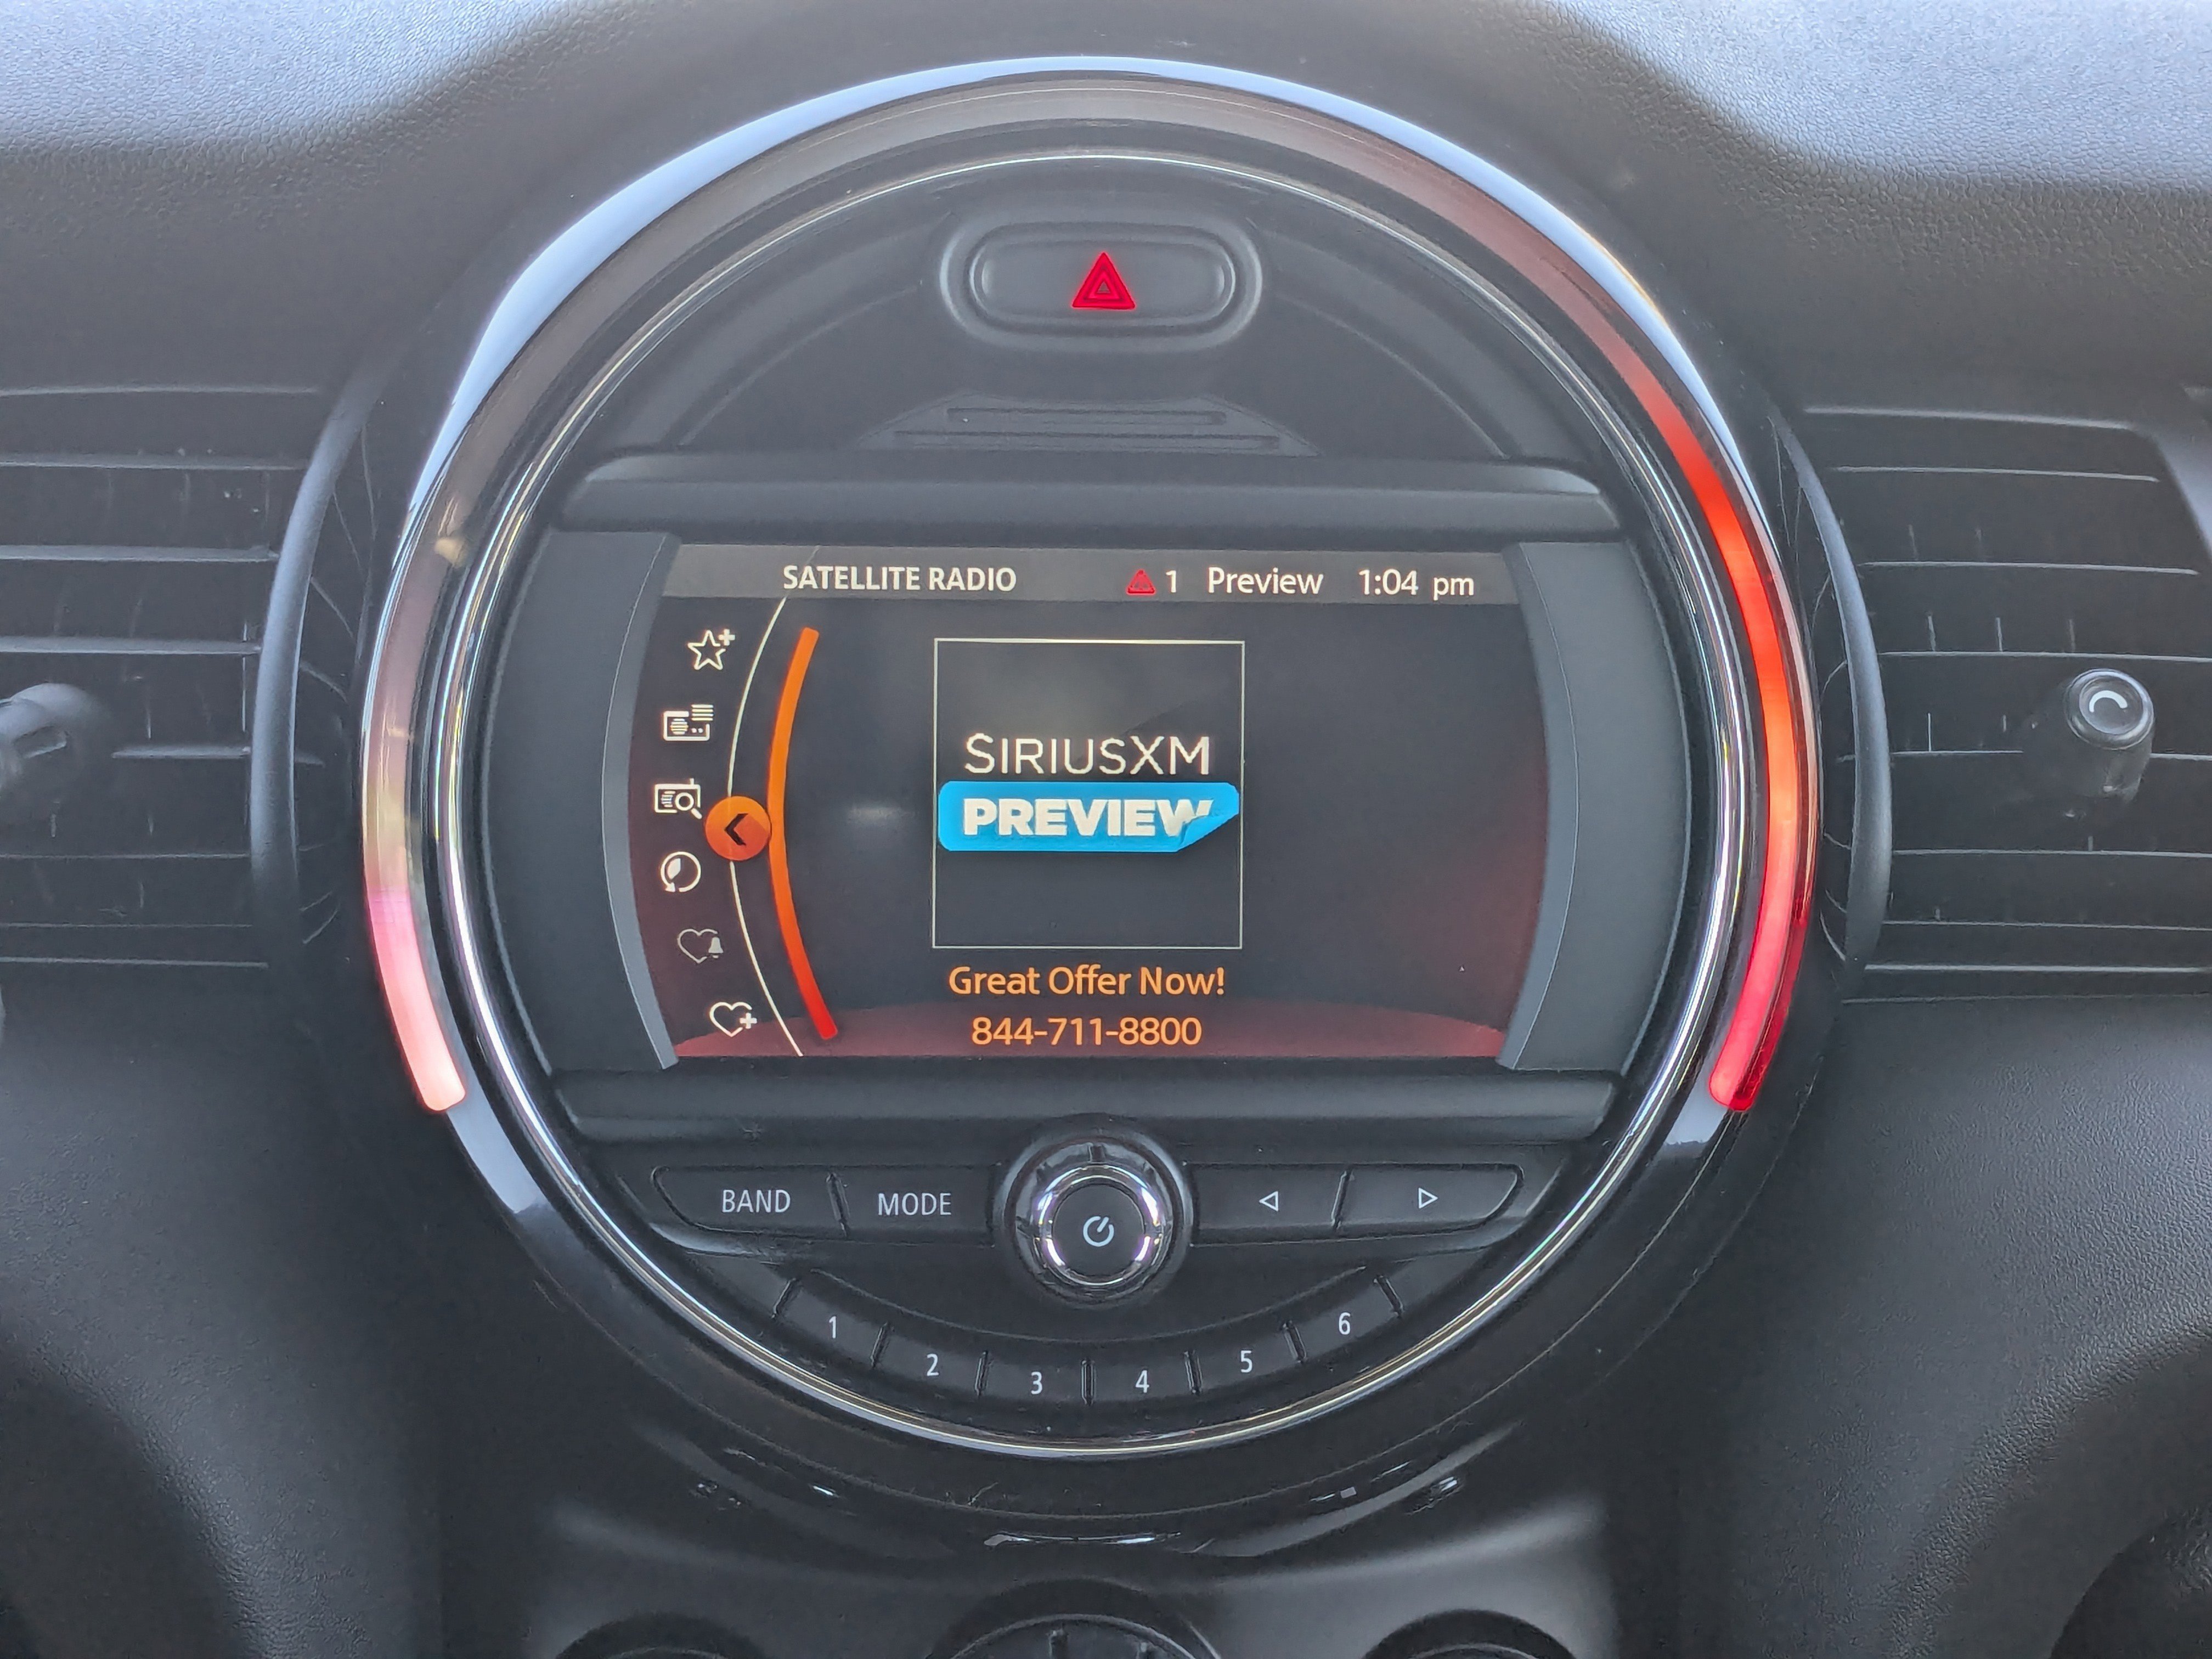 SATELLITE RADIO 1 Preview 1:04 pm
SIRIUSXM
PREVIEW
Great Offer Now!
844-711-8800
BAND MODE
1 2 3 4 5 6